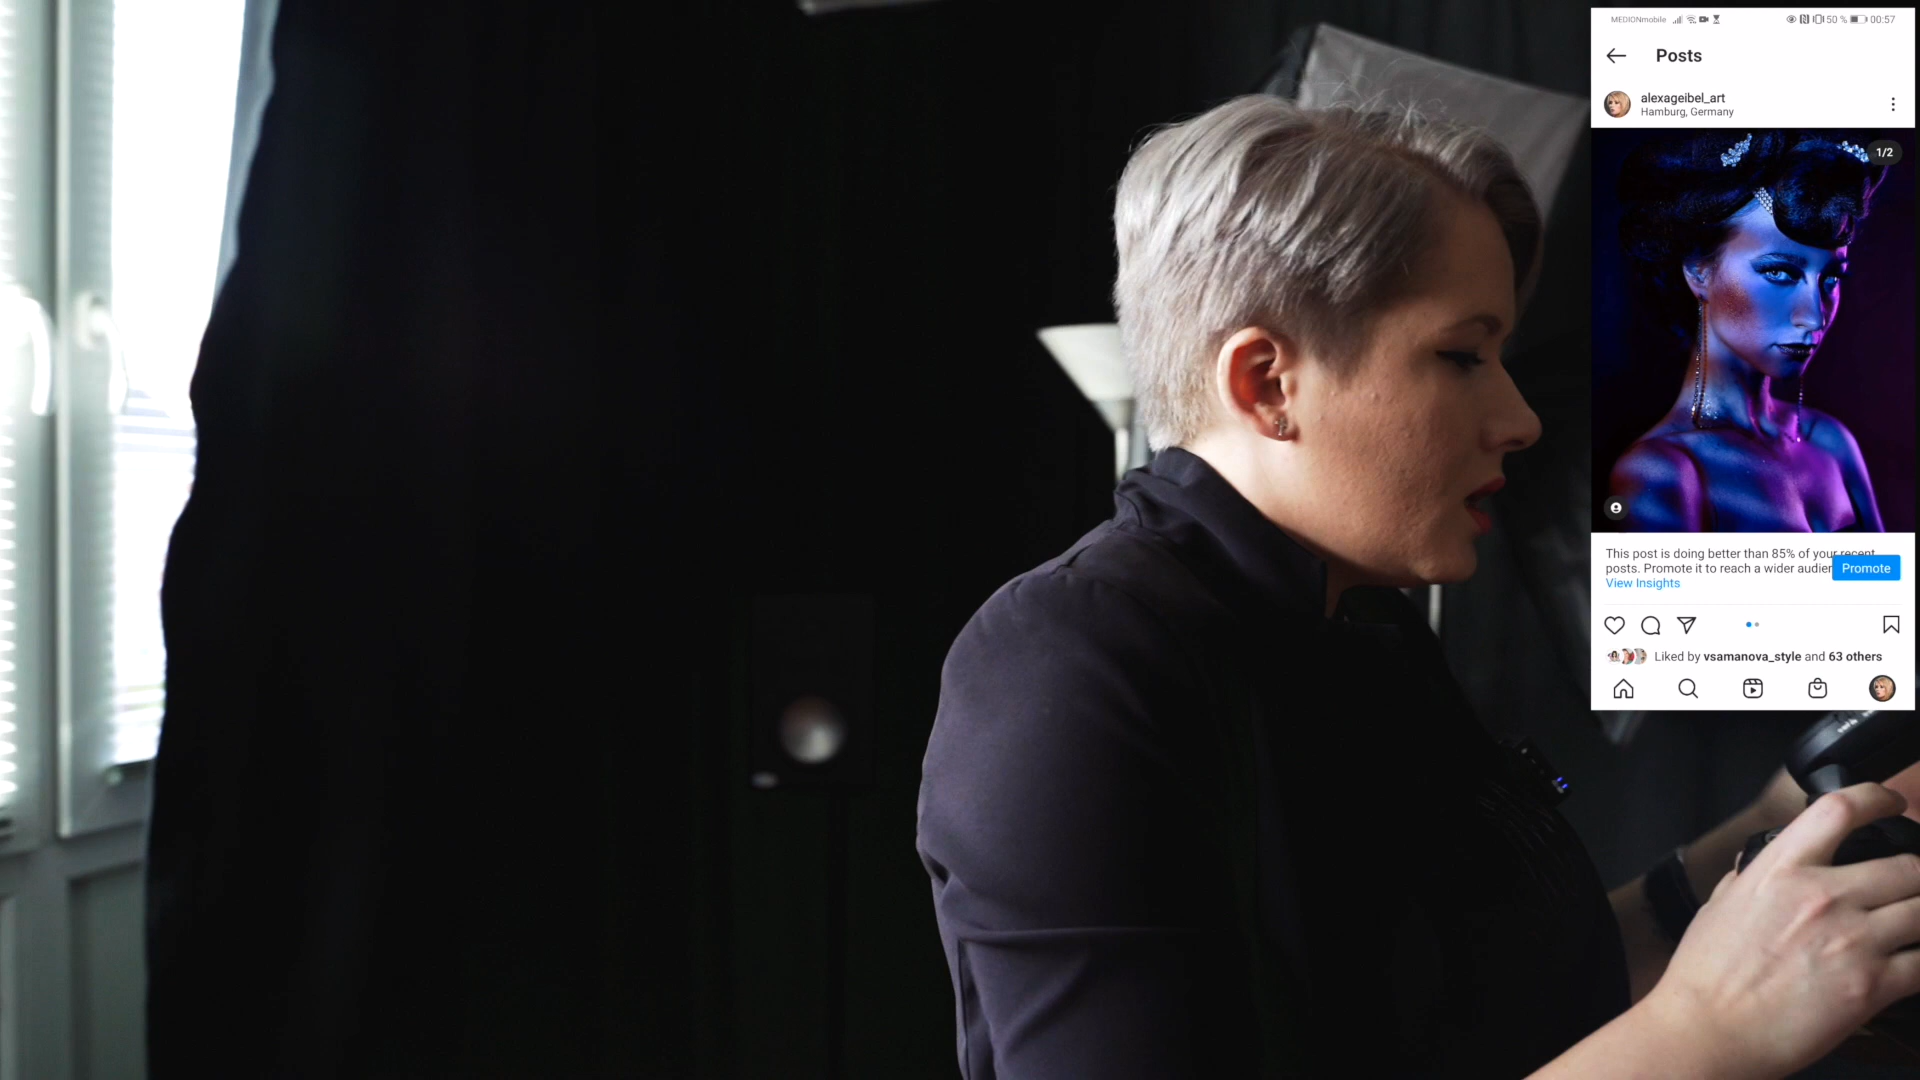 MEDIONmobile 50 % 00:57
Posts
alexageibel_art
Hamburg, Germany
1/2
This post is doing better than 85% of your recent
posts. Promote it to reach a wider audien
Promote
View Insights
Liked by vsamanova_style and 63 others